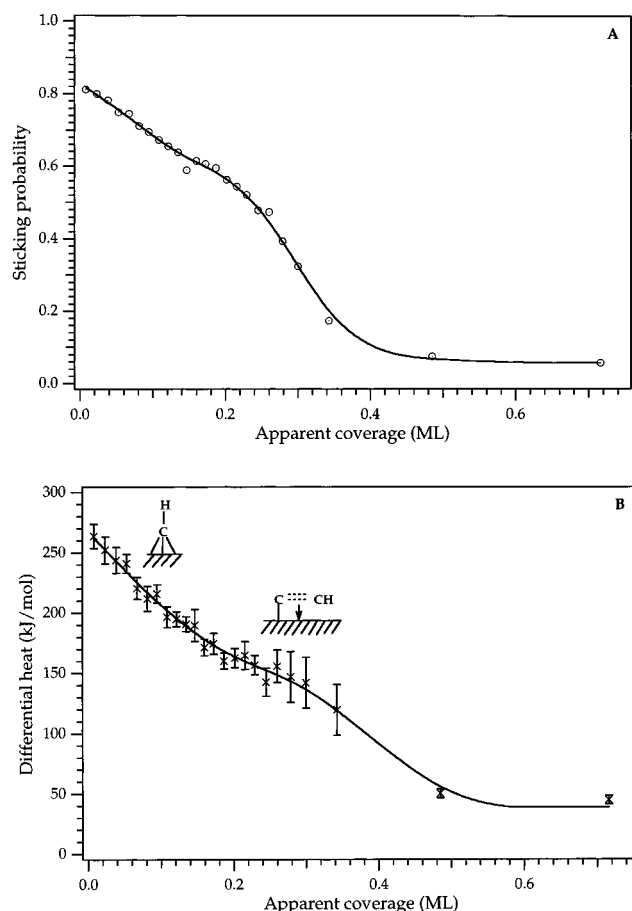 A
1.0
0.8
0.6
0.4
0.2
0.0
Sticking probability
0.0 0.2 0.4 0.6
Apparent coverage (ML)
B
300
250
200
150
100
50
0
Differential heat (kJ/mol)
H
C
C CH
0.0 0.2 0.4 0.6
Apparent coverage (ML)